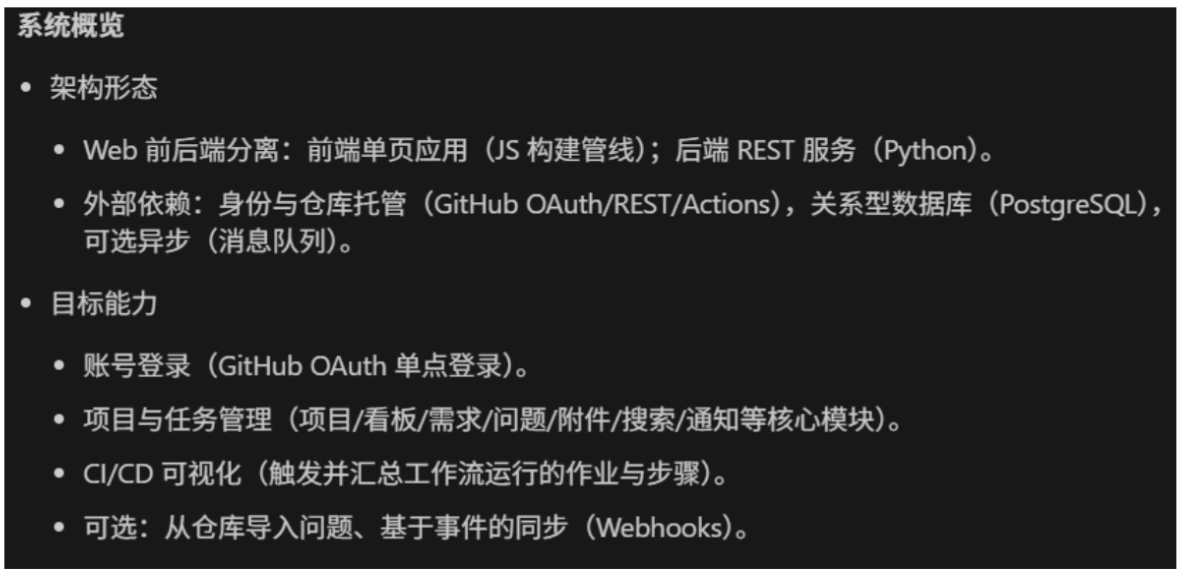 系统概览
• 架构形态
• Web 前后端分离：前端单页应用（JS 构建管线）；后端 REST 服务（Python）。
• 外部依赖：身份与仓库托管（GitHub OAuth/REST/Actions），关系型数据库（PostgreSQL），
可选异步（消息队列）。
• 目标能力
• 账号登录（GitHub OAuth 单点登录）。
• 项目与任务管理（项目/看板/需求/问题/附件/搜索/通知等核心模块）。
• CI/CD 可视化（触发并汇总工作流运行的作业与步骤）。
• 可选：从仓库导入问题、基于事件的同步（Webhooks）。